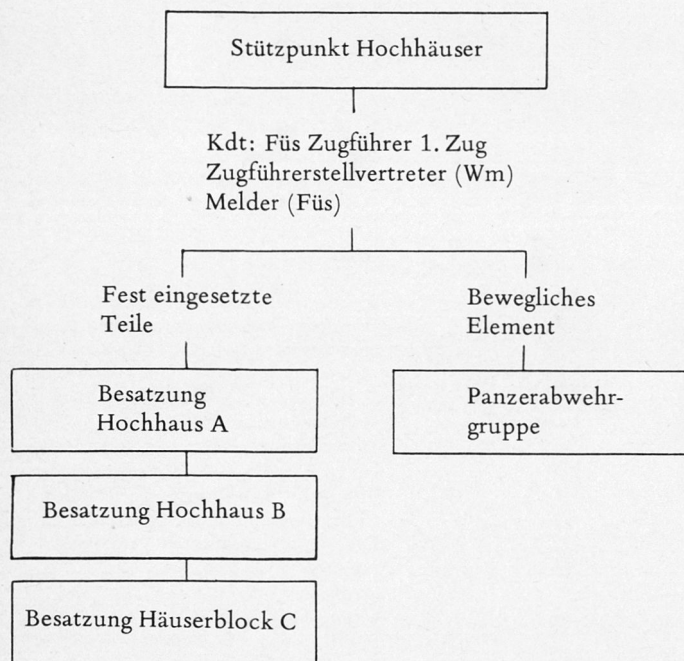 Stützpunkt Hochhäuser
Kdt: Füs Zugführer 1. Zug
Zugführerstellvertreter (Wm)
Melder (Füs)
Fest eingesetzte
Teile
Bewegliches
Element
Besatzung
Hochhaus A
Panzerabwehr-
gruppe
Besatzung Hochhaus B
Besatzung Häuserblock C